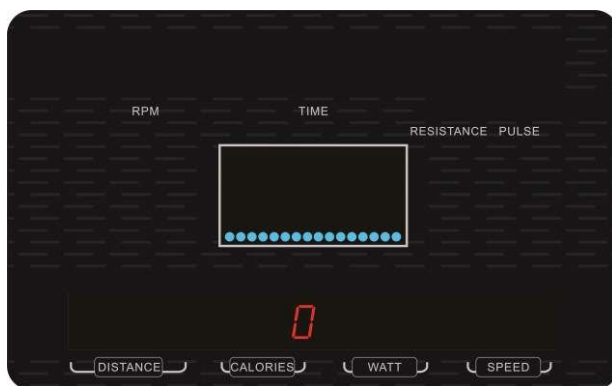 RPM TIME
RESISTANCE PULSE
0
DISTANCE CALORIES WATT SPEED